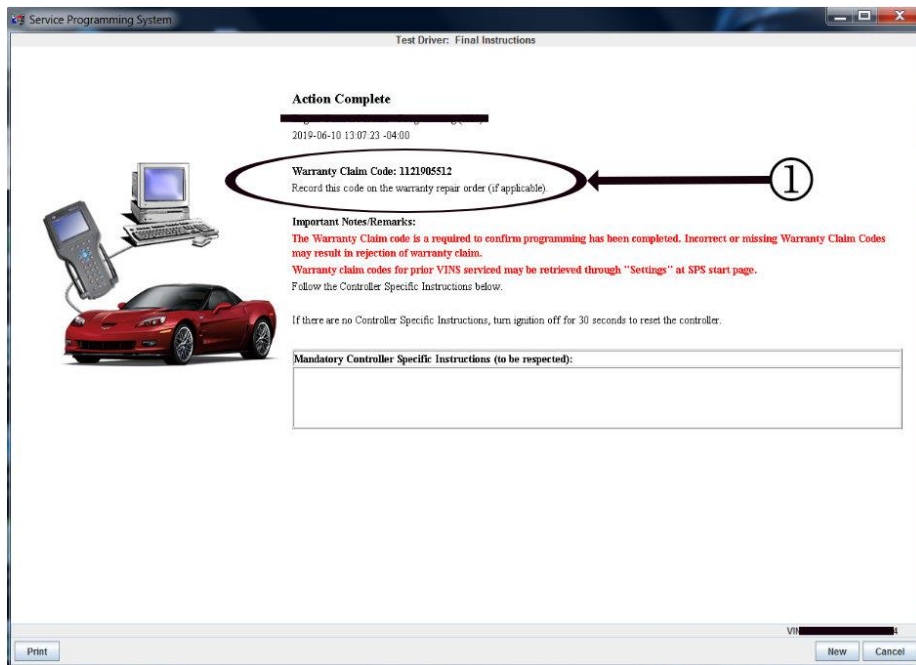 Service Programming System
Test Driver: Final Instructions
Action Complete
2019-06-10 13:07:23 -04:00
Warranty Claim Code: 1121905512
Record this code on the warranty repair order (if applicable).
1
Important Notes/Remarks:
The Warranty Claim code is a required to confirm programming has been completed. Incorrect or missing Warranty Claim Codes
may result in rejection of warranty claim.
Warranty claim codes for prior VINS serviced may be retrieved through "Settings" at SPS start page.
Follow the Controller Specific Instructions below.
If there are no Controller Specific Instructions, turn ignition off for 30 seconds to reset the controller.
Mandatory Controller Specific Instructions (to be respected):
VIN 4
Print New Cancel